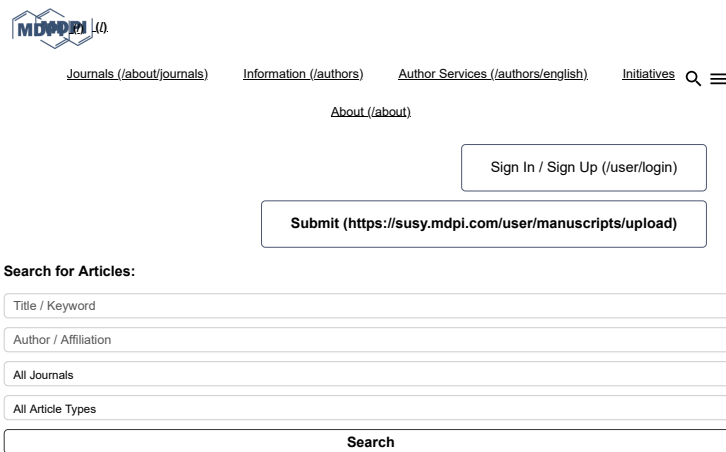 MDPI MDPI (/) (/)
Journals (/about/journals) Information (/authors) Author Services (/authors/english) Initiatives
About (/about)
Sign In / Sign Up (/user/login)
Submit (https://susy.mdpi.com/user/manuscripts/upload)
Search for Articles:
Title / Keyword
Author / Affiliation
All Journals
All Article Types
Search